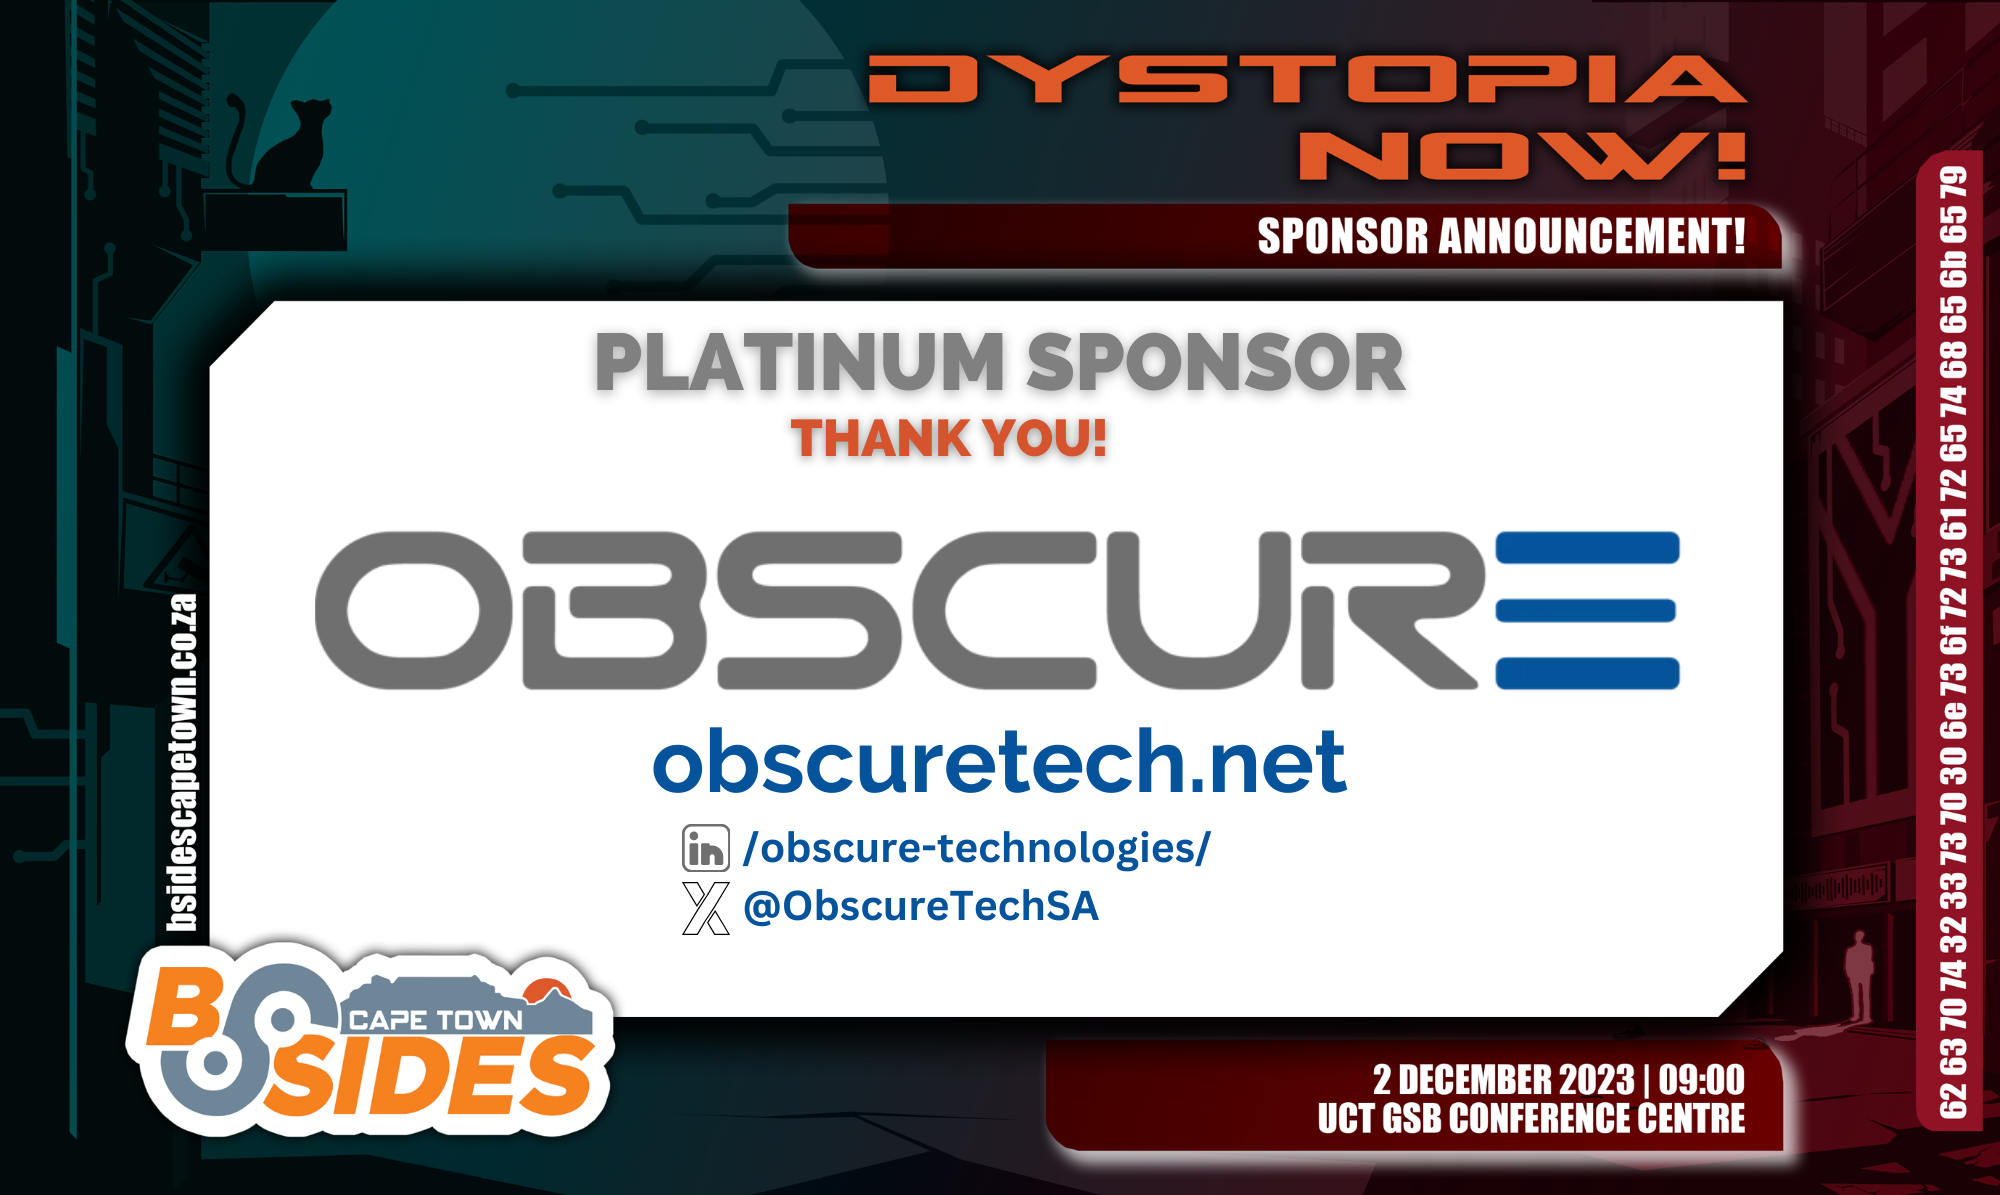 DYSTOPIA
NOW!
SPONSOR ANNOUNCEMENT!
PLATINUM SPONSOR
THANK YOU!
OBSCURE
obscuretech.net
in /obscure-technologies/
X @ObscureTechSA
bsidescapetown.co.za
B SIDES
CAPE TOWN
2 DECEMBER 2023 | 09:00
UCT GSB CONFERENCE CENTRE
62 63 70 74 32 33 73 70 30 6e 73 6f 72 73 61 72 65 74 68 65 6b 65 79